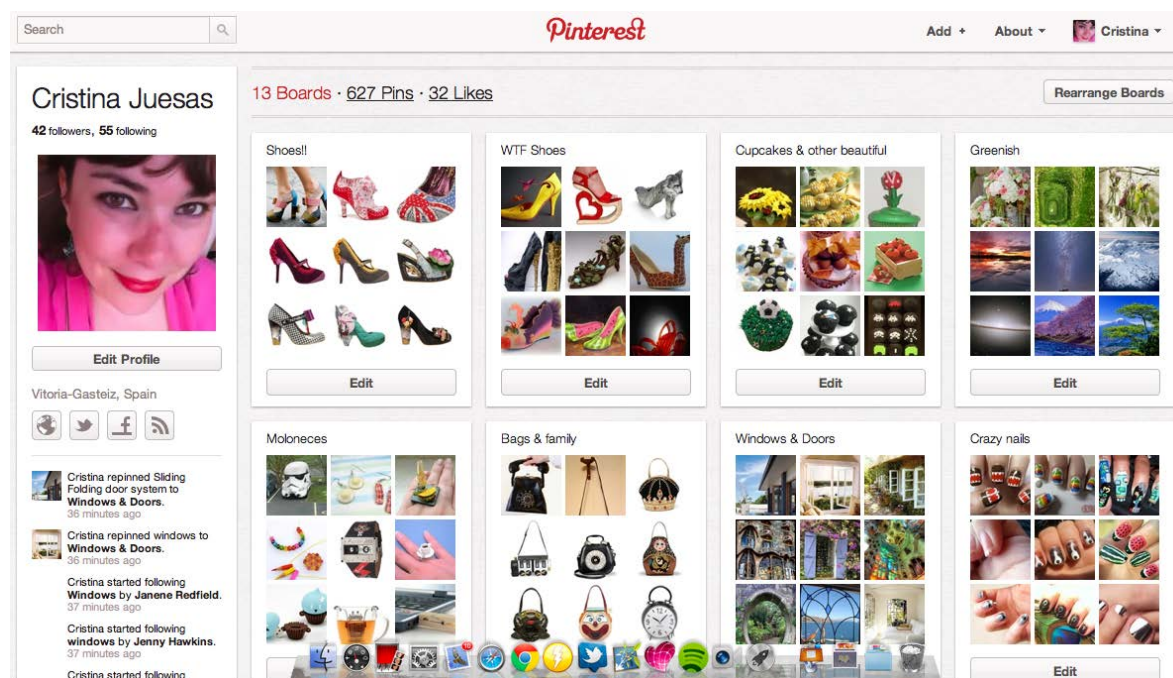 Search
Pinterest
Add +
About
Cristina
Cristina Juesas
42 followers, 55 following
Edit Profile
Vitoria-Gasteiz, Spain
Cristina repinned Sliding
Folding door system to
Windows & Doors.
36 minutes ago
Cristina repinned windows to
Windows & Doors.
36 minutes ago
Cristina started following
Windows by Janene Redfield.
37 minutes ago
Cristina started following
windows by Jenny Hawkins.
37 minutes ago
Cristina started following
13 Boards · 627 Pins · 32 Likes
Rearrange Boards
Shoes!!
Edit
WTF Shoes
Edit
Cupcakes & other beautiful
Edit
Greenish
Edit
Moloneces
Bags & family
Windows & Doors
Crazy nails
Edit